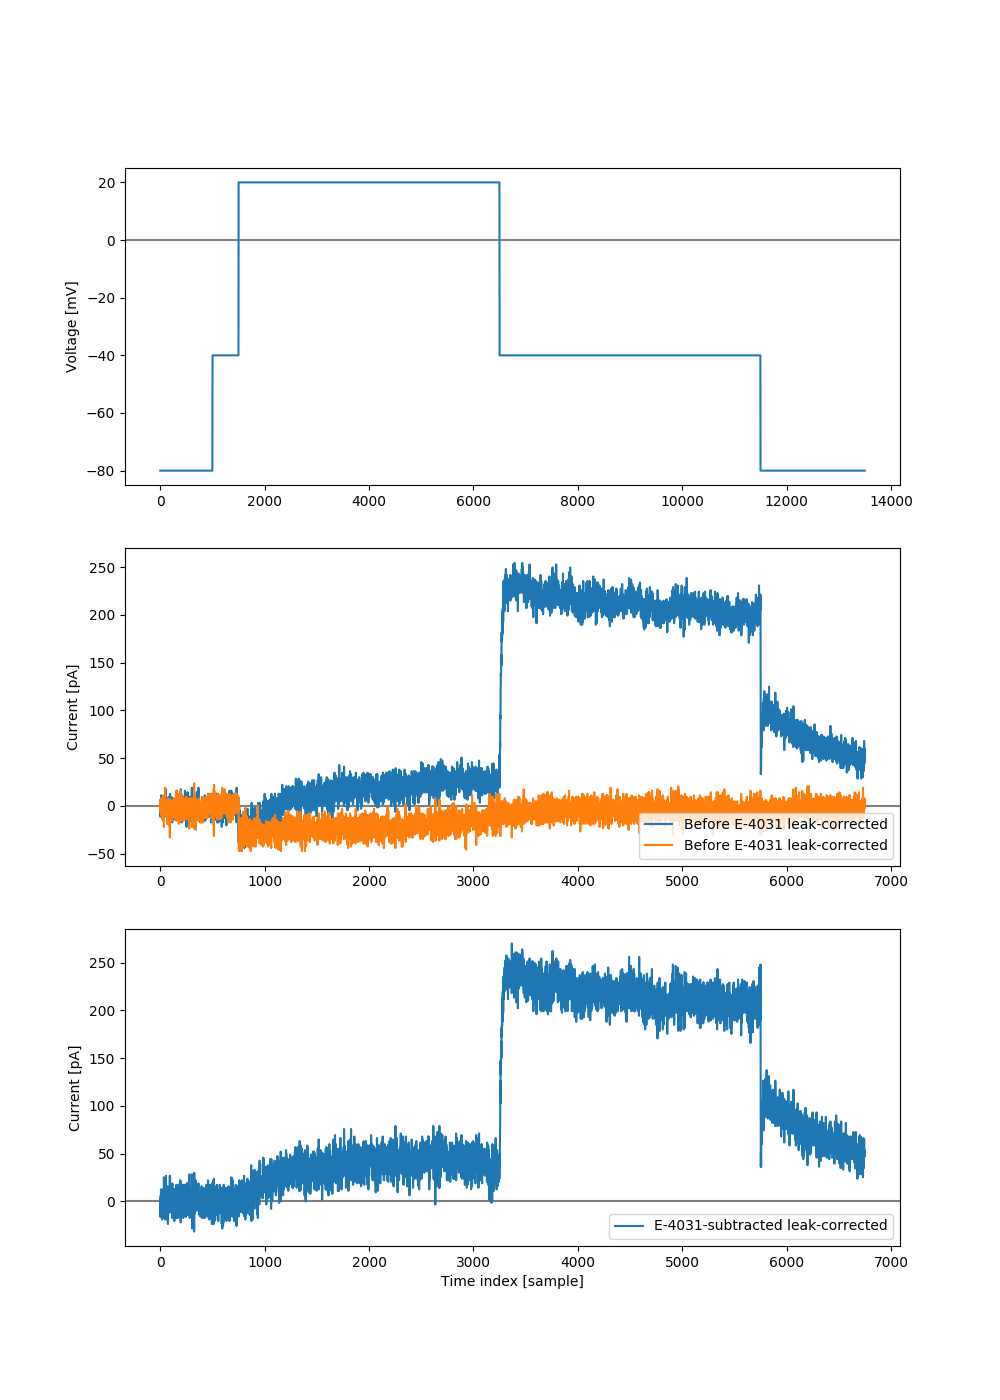 Voltage [mV]
20
0
−20
−40
−60
−80
0 2000 4000 6000 8000 10000 12000 14000
Current [pA]
250
200
150
100
50
0
−50
Before E-4031 leak-corrected
Before E-4031 leak-corrected
0 1000 2000 3000 4000 5000 6000 7000
Current [pA]
250
200
150
100
50
0
E-4031-subtracted leak-corrected
0 1000 2000 3000 4000 5000 6000 7000
Time index [sample]